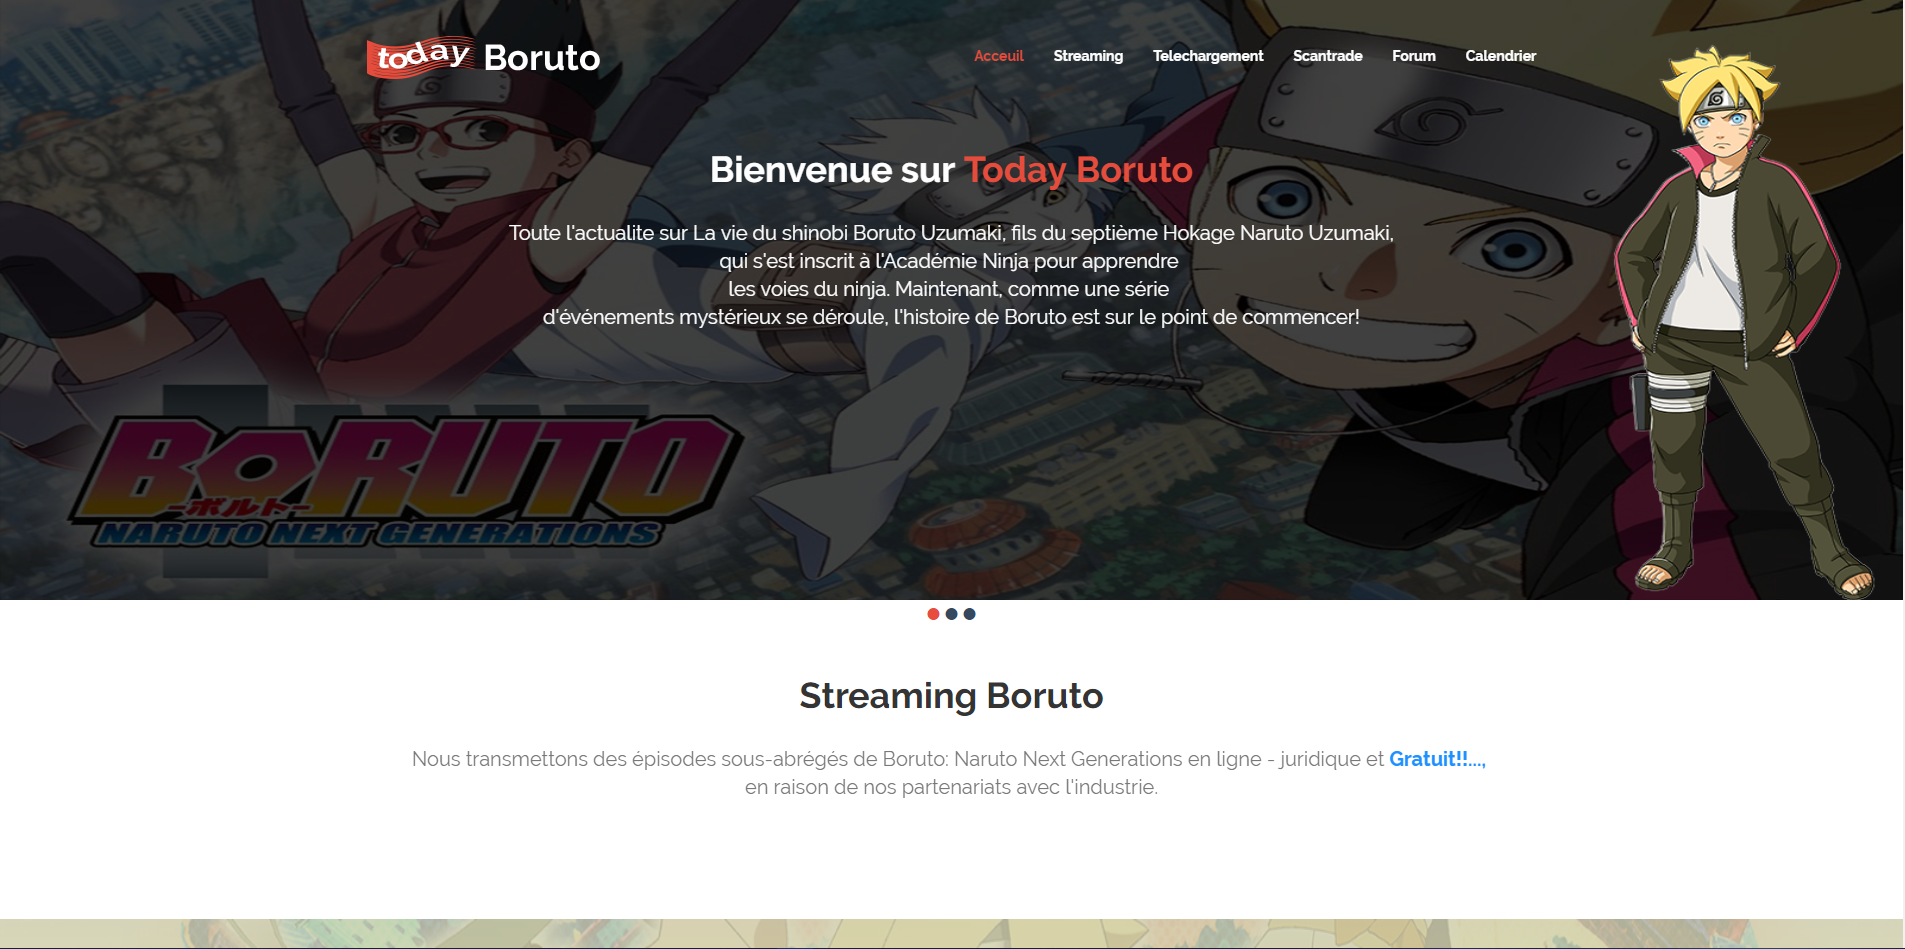 today Boruto
Acceuil Streaming Telechargement Scantrade Forum Calendrier
Bienvenue sur Today Boruto
Toute l'actualite sur La vie du shinobi Boruto Uzumaki, fils du septième Hokage Naruto Uzumaki,
qui s'est inscrit à l'Académie Ninja pour apprendre
les voies du ninja. Maintenant, comme une série
d'événements mystérieux se déroule, l'histoire de Boruto est sur le point de commencer!
BORUTO
-ボルト-
NARUTO NEXT GENERATIONS
Streaming Boruto
Nous transmettons des épisodes sous-abrégés de Boruto: Naruto Next Generations en ligne - juridique et Gratuit!!...,
en raison de nos partenariats avec l'industrie.